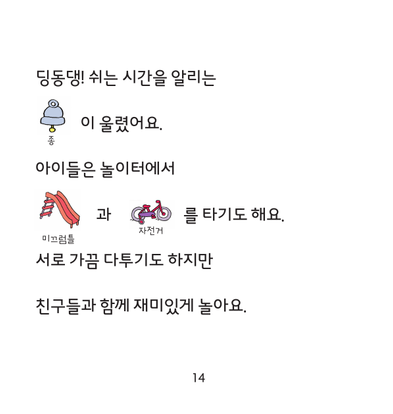 딩동댕! 쉬는 시간을 알리는
이 울렸어요.
종
아이들은 놀이터에서
과 를 타기도 해요.
미끄럼틀 자전거
서로 가끔 다투기도 하지만
친구들과 함께 재미있게 놀아요.
14